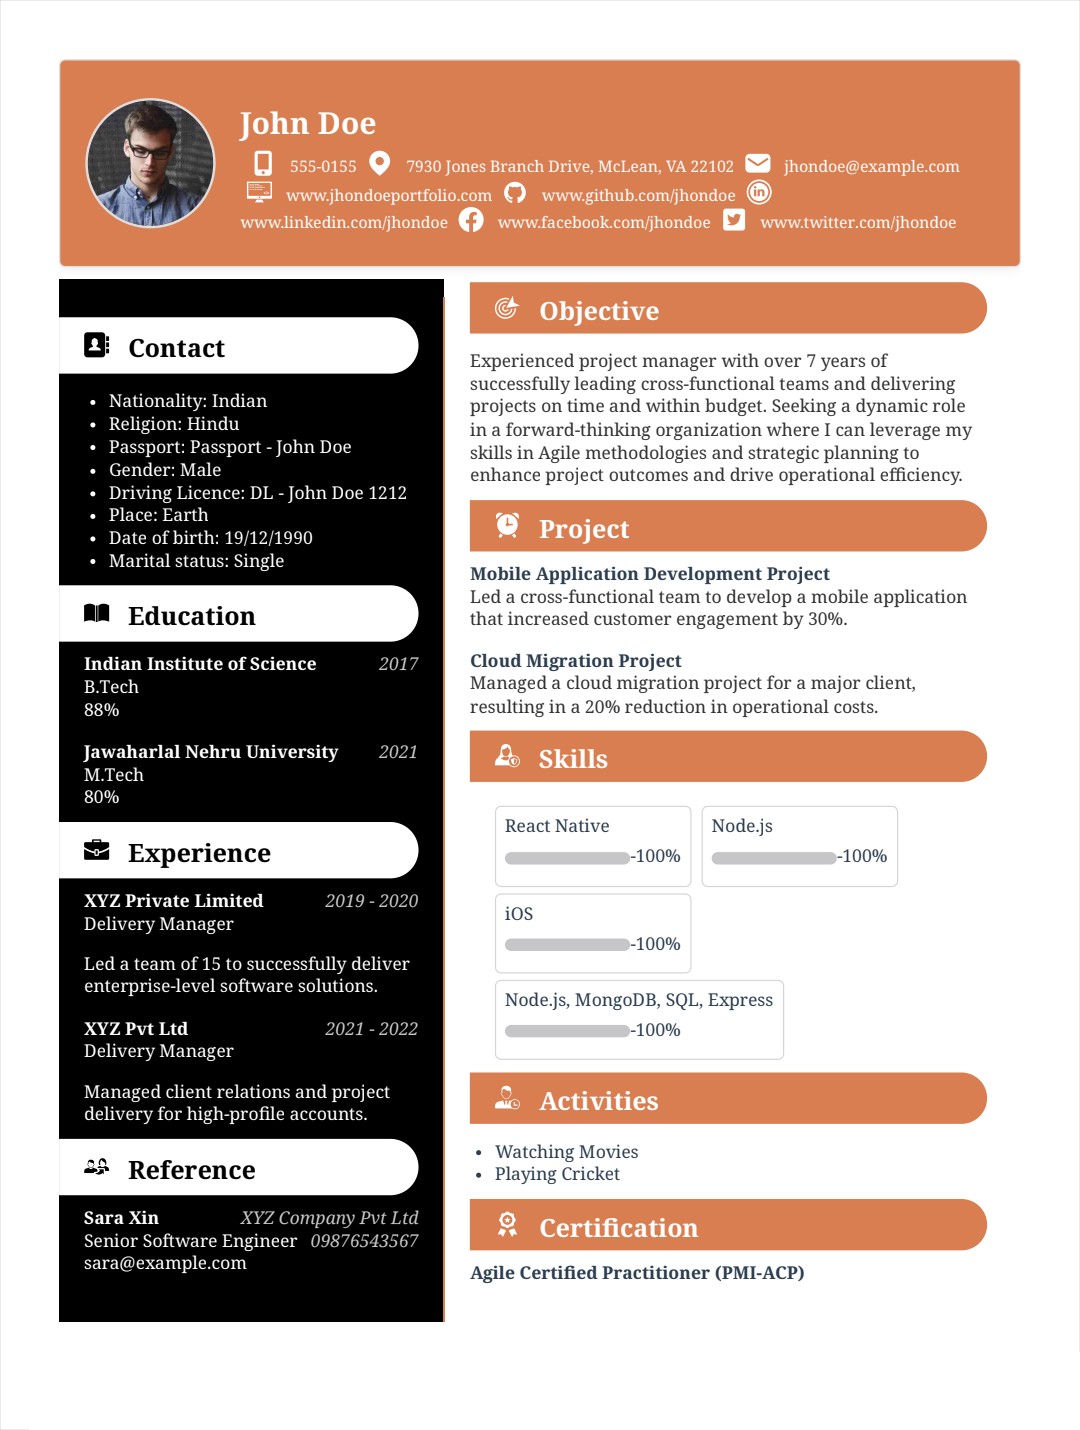 John Doe
555-0155 7930 Jones Branch Drive, McLean, VA 22102 jhondoe@example.com
www.jhondoeportfolio.com www.github.com/jhondoe
www.linkedin.com/jhondoe www.facebook.com/jhondoe www.twitter.com/jhondoe
Contact
• Nationality: Indian
• Religion: Hindu
• Passport: Passport - John Doe
• Gender: Male
• Driving Licence: DL - John Doe 1212
• Place: Earth
• Date of birth: 19/12/1990
• Marital status: Single
Education
Indian Institute of Science 2017
B.Tech
88%
Jawaharlal Nehru University 2021
M.Tech
80%
Experience
XYZ Private Limited 2019 - 2020
Delivery Manager
Led a team of 15 to successfully deliver
enterprise-level software solutions.
XYZ Pvt Ltd 2021 - 2022
Delivery Manager
Managed client relations and project
delivery for high-profile accounts.
Reference
Sara Xin XYZ Company Pvt Ltd
Senior Software Engineer 09876543567
sara@example.com
Objective
Experienced project manager with over 7 years of
successfully leading cross-functional teams and delivering
projects on time and within budget. Seeking a dynamic role
in a forward-thinking organization where I can leverage my
skills in Agile methodologies and strategic planning to
enhance project outcomes and drive operational efficiency.
Project
Mobile Application Development Project
Led a cross-functional team to develop a mobile application
that increased customer engagement by 30%.
Cloud Migration Project
Managed a cloud migration project for a major client,
resulting in a 20% reduction in operational costs.
Skills
React Native Node.js
-100% -100%
iOS
-100%
Node.js, MongoDB, SQL, Express
-100%
Activities
• Watching Movies
• Playing Cricket
Certification
Agile Certified Practitioner (PMI-ACP)